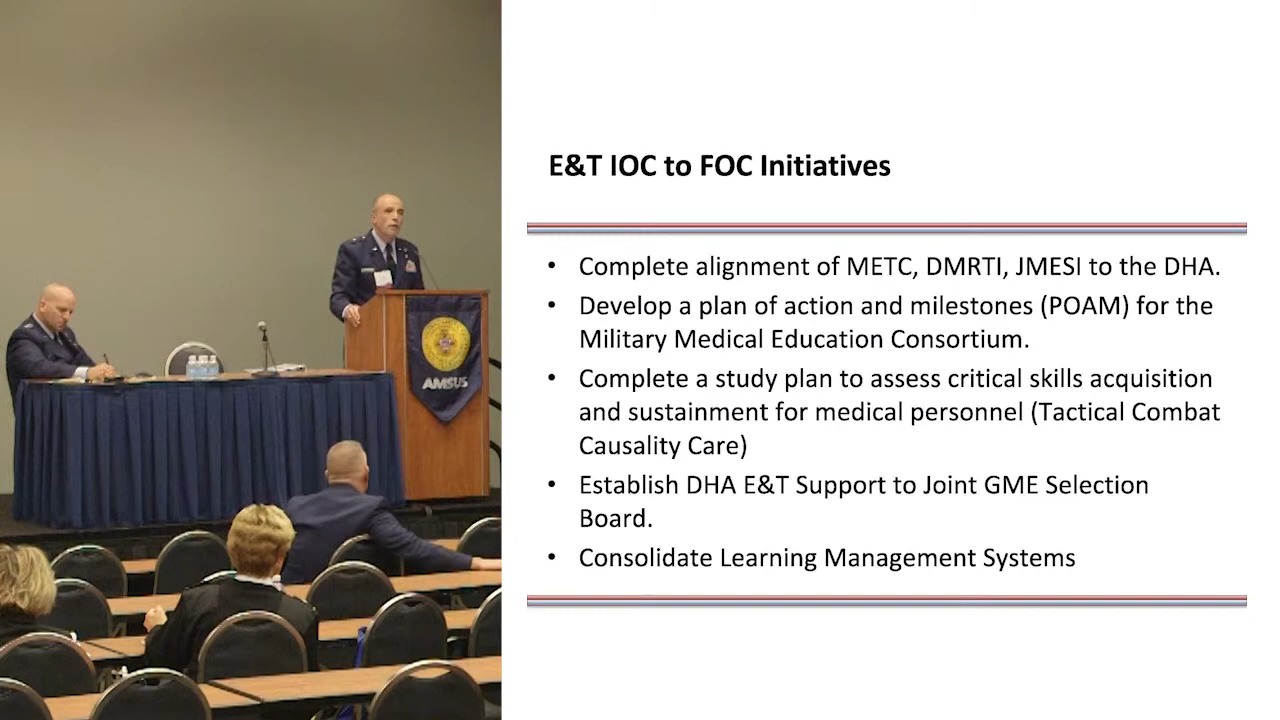 E&T IOC to FOC Initiatives
• Complete alignment of METC, DMRTI, JMESI to the DHA.
• Develop a plan of action and milestones (POAM) for the
Military Medical Education Consortium.
• Complete a study plan to assess critical skills acquisition
and sustainment for medical personnel (Tactical Combat
Causality Care)
• Establish DHA E&T Support to Joint GME Selection
Board.
• Consolidate Learning Management Systems
AMSUS